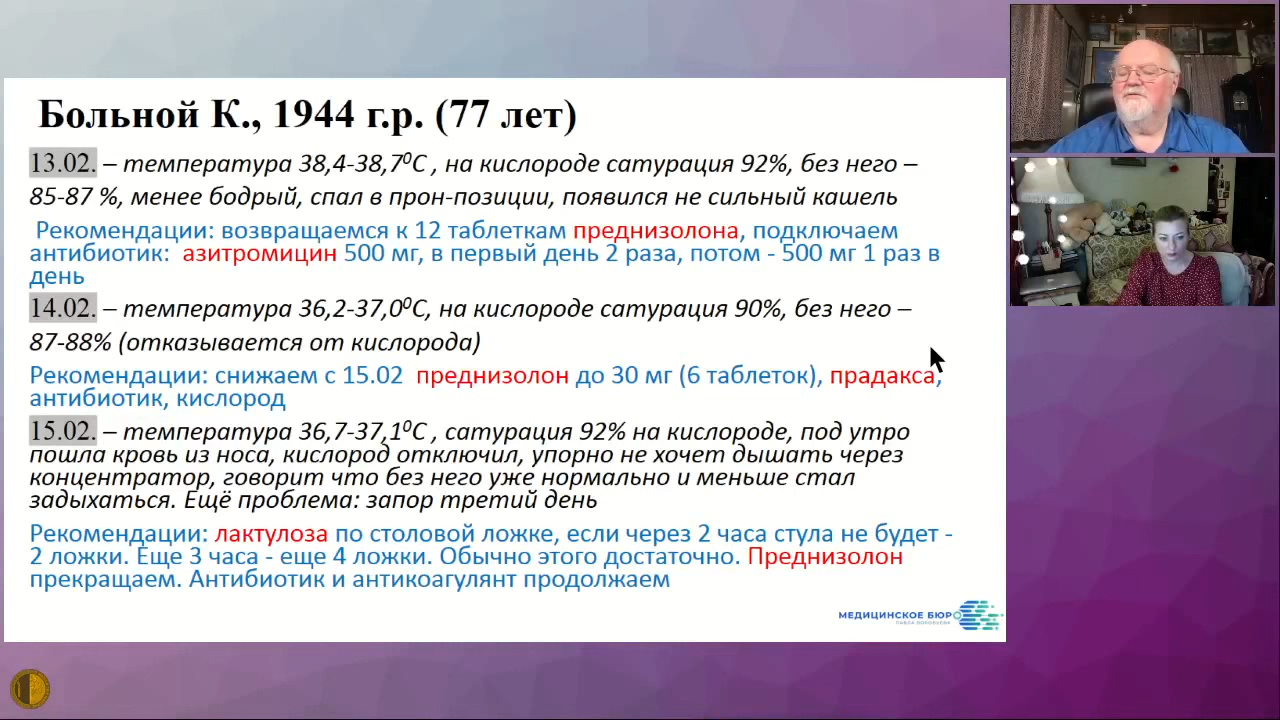 Больной К., 1944 г.р. (77 лет)
13.02. – температура 38,4-38,7⁰С , на кислороде сатурация 92%, без него –
85-87 %, менее бодрый, спал в прон-позиции, появился не сильный кашель
Рекомендации: возвращаемся к 12 таблеткам преднизолона, подключаем
антибиотик: азитромицин 500 мг, в первый день 2 раза, потом - 500 мг 1 раз в
день
14.02. – температура 36,2-37,0⁰С, на кислороде сатурация 90%, без него –
87-88% (отказывается от кислорода)
Рекомендации: снижаем с 15.02 преднизолон до 30 мг (6 таблеток), прадакса,
антибиотик, кислород
15.02. – температура 36,7-37,1⁰С , сатурация 92% на кислороде, под утро
пошла кровь из носа, кислород отключил, упорно не хочет дышать через
концентратор, говорит что без него уже нормально и меньше стал
задыхаться. Ещё проблема: запор третий день
Рекомендации: лактулоза по столовой ложке, если через 2 часа стула не будет -
2 ложки. Еще 3 часа - еще 4 ложки. Обычно этого достаточно. Преднизолон
прекращаем. Антибиотик и антикоагулянт продолжаем
МЕДИЦИНСКОЕ БЮРО